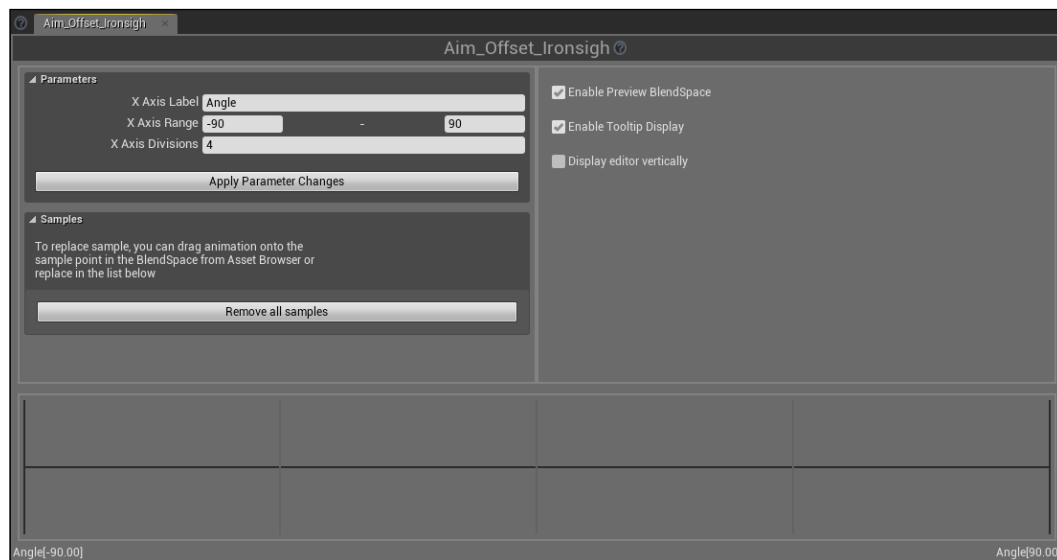 Aim_Offset_Ironsigh
Aim_Offset_Ironsigh
Parameters
X Axis Label Angle
X Axis Range -90 - 90
X Axis Divisions 4
Apply Parameter Changes
Samples
To replace sample, you can drag animation onto the
sample point in the BlendSpace from Asset Browser or
replace in the list below
Remove all samples
Enable Preview BlendSpace
Enable Tooltip Display
Display editor vertically
Angle[-90.00]
Angle[90.00